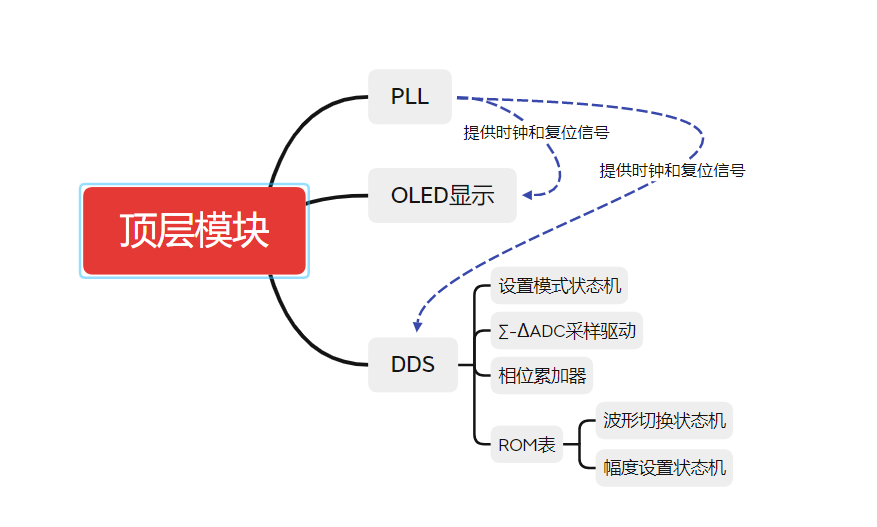 PLL
提供时钟和复位信号
提供时钟和复位信号
OLED显示
顶层模块
设置模式状态机
∑-ΔADC采样驱动
DDS
相位累加器
波形切换状态机
ROM表
幅度设置状态机